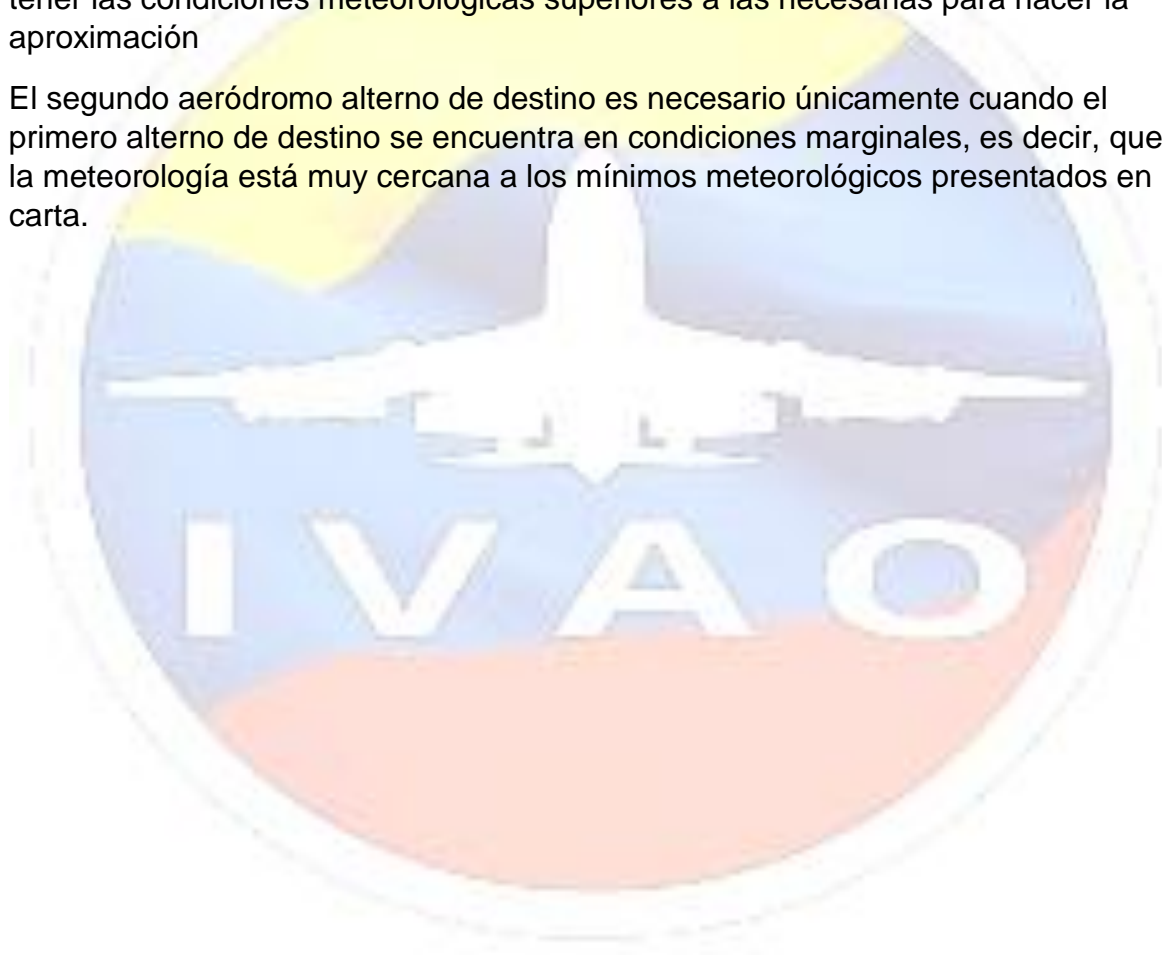 tener las condiciones meteorológicas superiores a las necesarias para hacer la
aproximación
El segundo aeródromo alterno de destino es necesario únicamente cuando el
primero alterno de destino se encuentra en condiciones marginales, es decir, que
la meteorología está muy cercana a los mínimos meteorológicos presentados en
carta.
IVAO